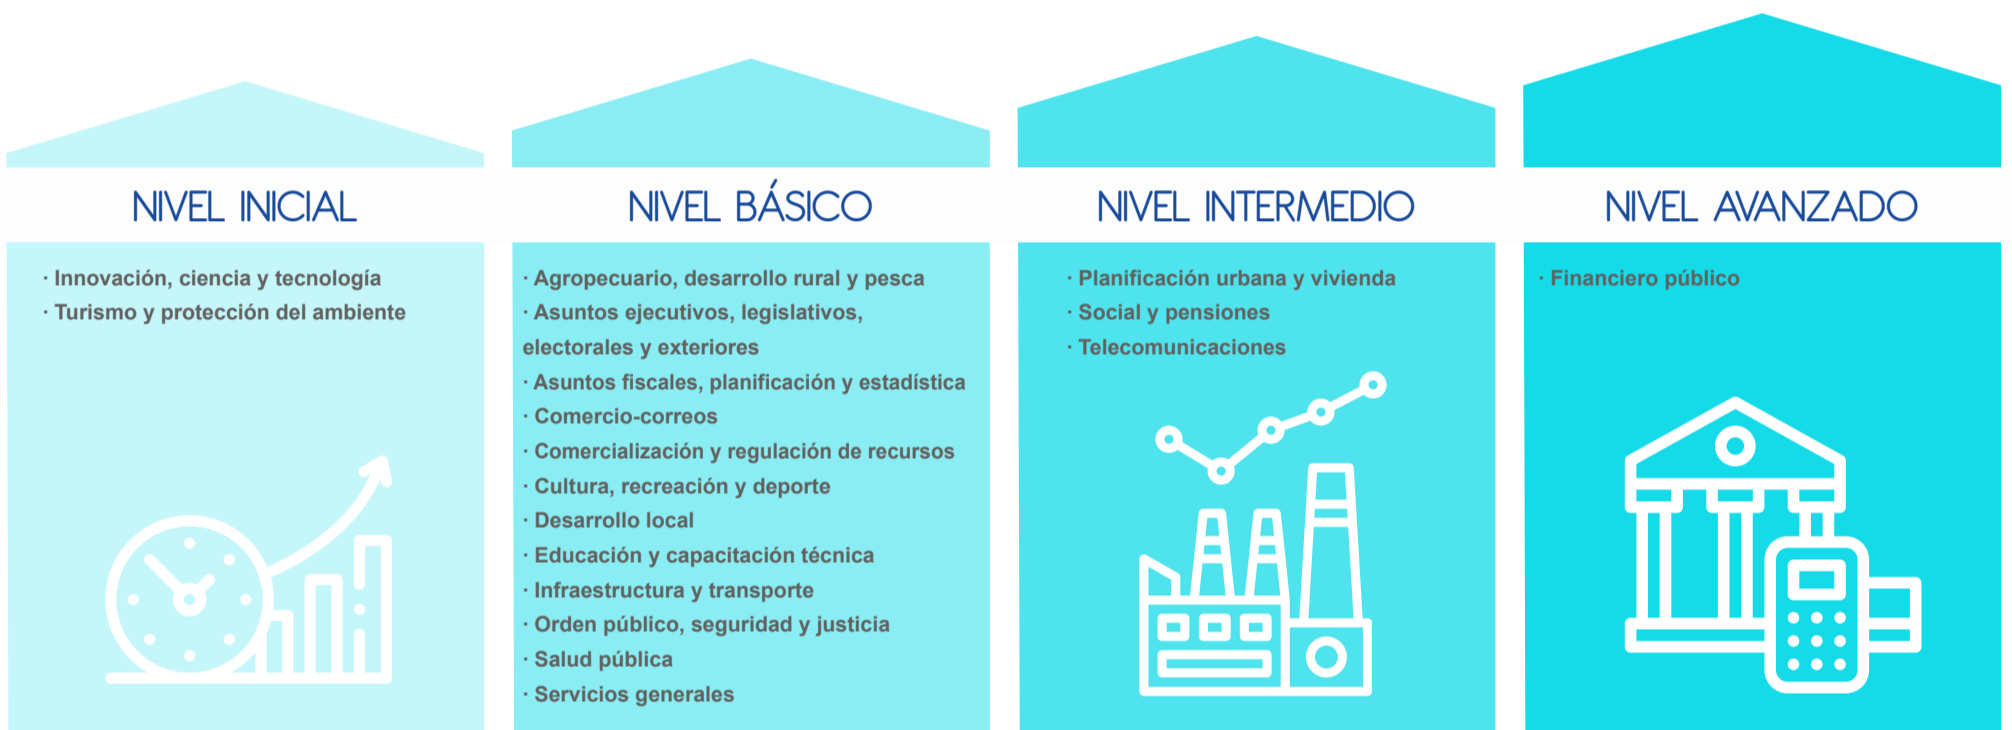 NIVEL INICIAL
· Innovación, ciencia y tecnología
· Turismo y protección del ambiente
NIVEL BÁSICO
· Agropecuario, desarrollo rural y pesca
· Asuntos ejecutivos, legislativos,
electorales y exteriores
· Asuntos fiscales, planificación y estadística
· Comercio-correos
· Comercialización y regulación de recursos
· Cultura, recreación y deporte
· Desarrollo local
· Educación y capacitación técnica
· Infraestructura y transporte
· Orden público, seguridad y justicia
· Salud pública
· Servicios generales
NIVEL INTERMEDIO
· Planificación urbana y vivienda
· Social y pensiones
· Telecomunicaciones
NIVEL AVANZADO
· Financiero público